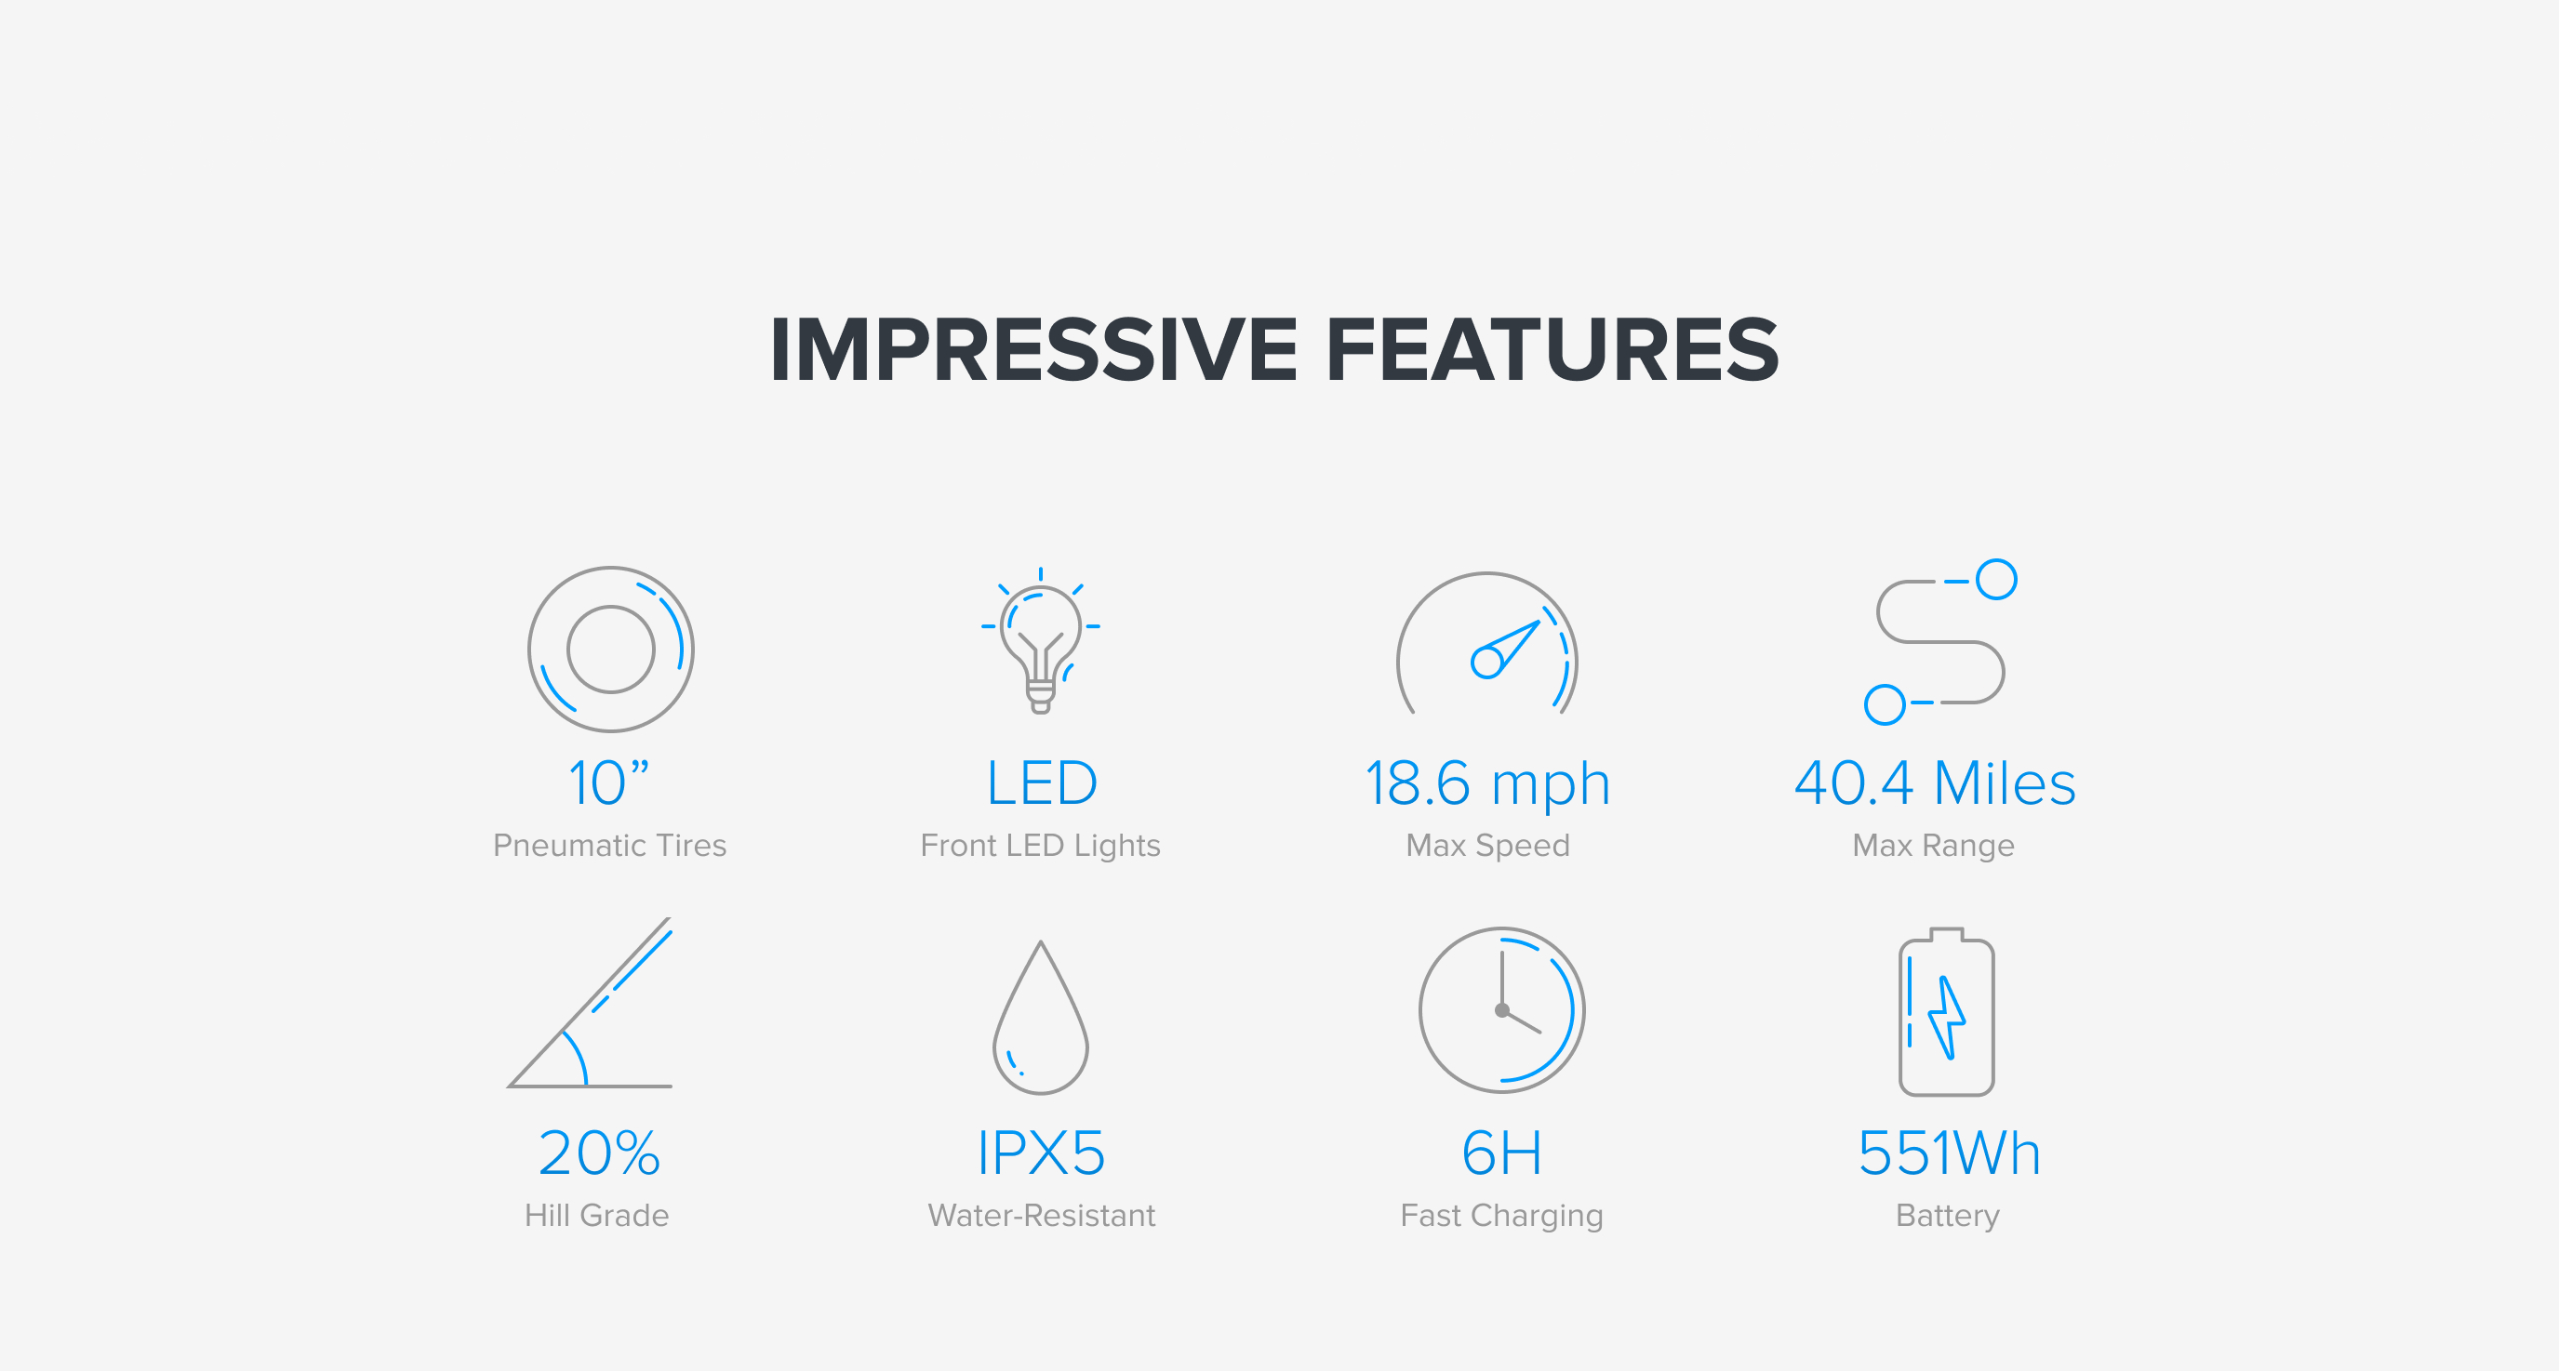 IMPRESSIVE FEATURES
10”
LED
18.6 mph
40.4 Miles
Pneumatic Tires
Front LED Lights
Max Speed
Max Range
20%
IPX5
6H
551Wh
Hill Grade
Water-Resistant
Fast Charging
Battery